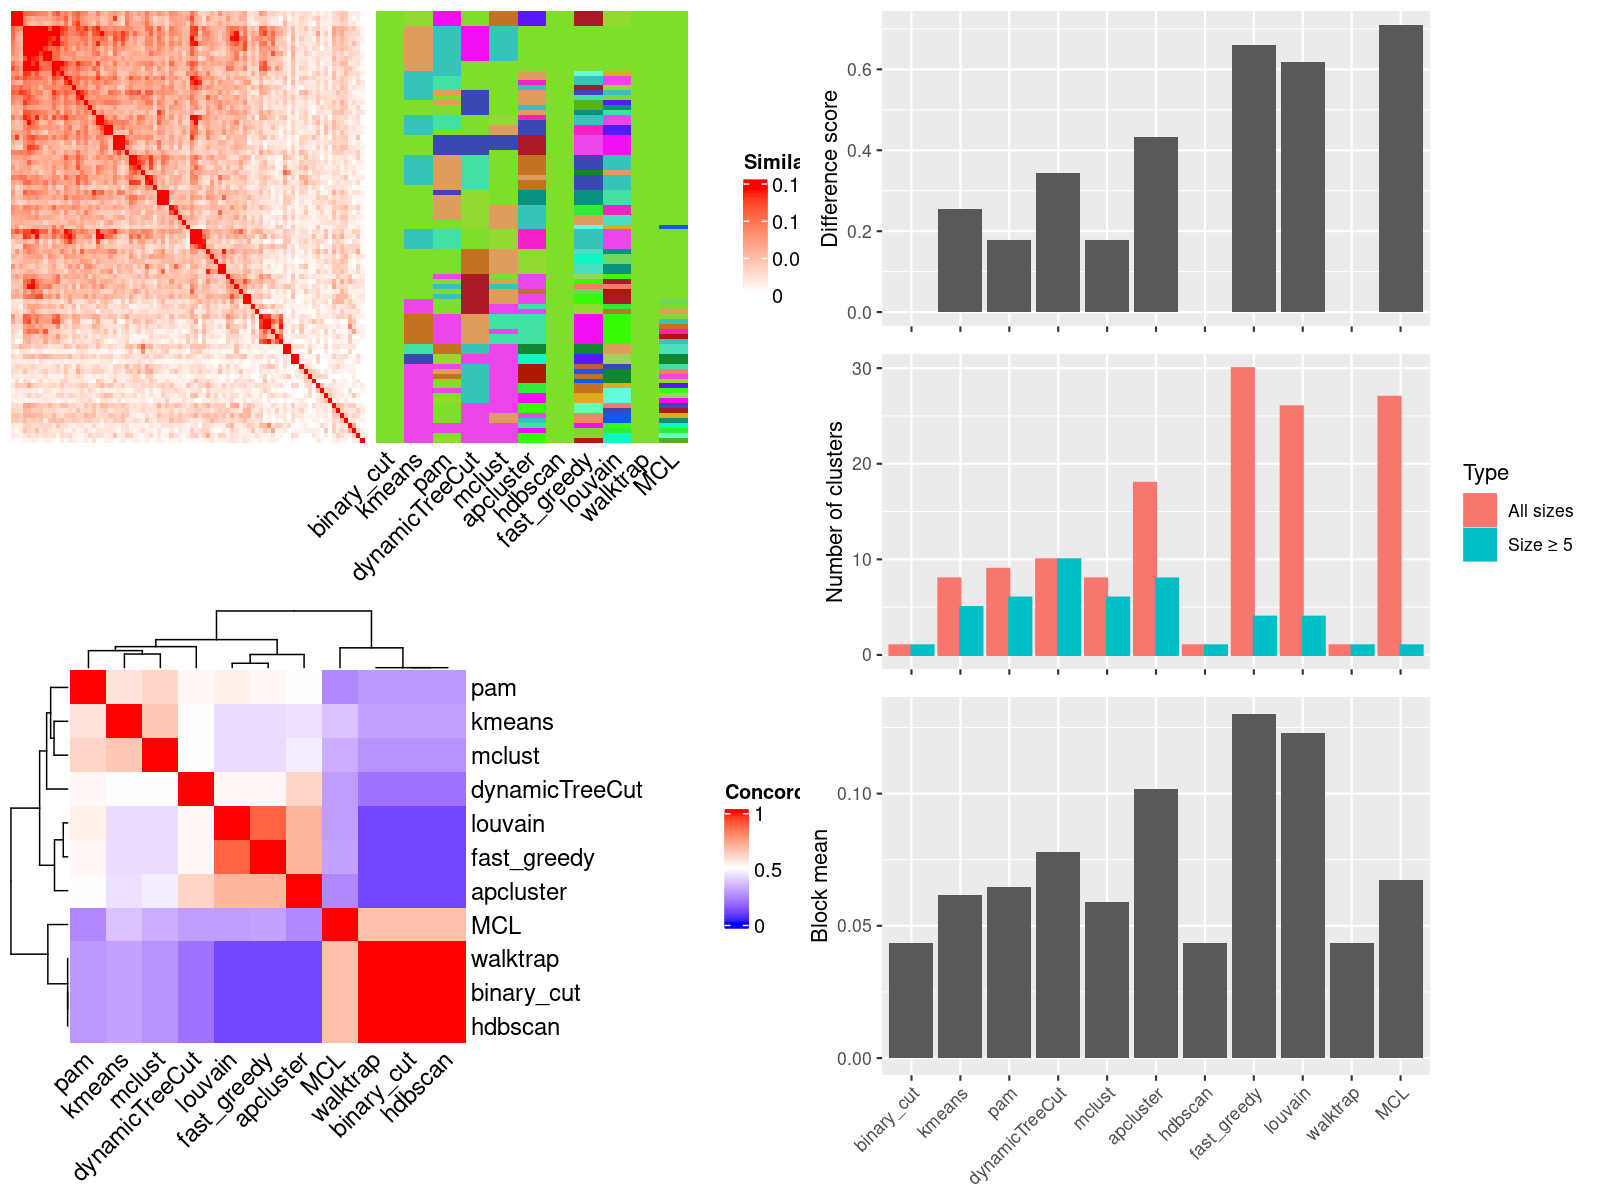 Simila
0.1
0.1
0.0
0
binary_cut
kmeans
pam
dynamicTreeCut
mclust
apcluster
hdbscan
fast_greedy
louvain
walktrap
MCL
pam
kmeans
mclust
dynamicTreeCut
louvain
fast_greedy
apcluster
MCL
walktrap
binary_cut
hdbscan
pam
kmeans
mclust
dynamicTreeCut
louvain
fast_greedy
apcluster
MCL
walktrap
binary_cut
hdbscan
Concord
1
0.5
0
Difference score
0.6
0.4
0.2
0.0
Number of clusters
30
20
10
0
Type
All sizes
Size ≥ 5
Block mean
0.10
0.05
0.00
binary_cut
kmeans
pam
dynamicTreeCut
mclust
apcluster
hdbscan
fast_greedy
louvain
walktrap
MCL